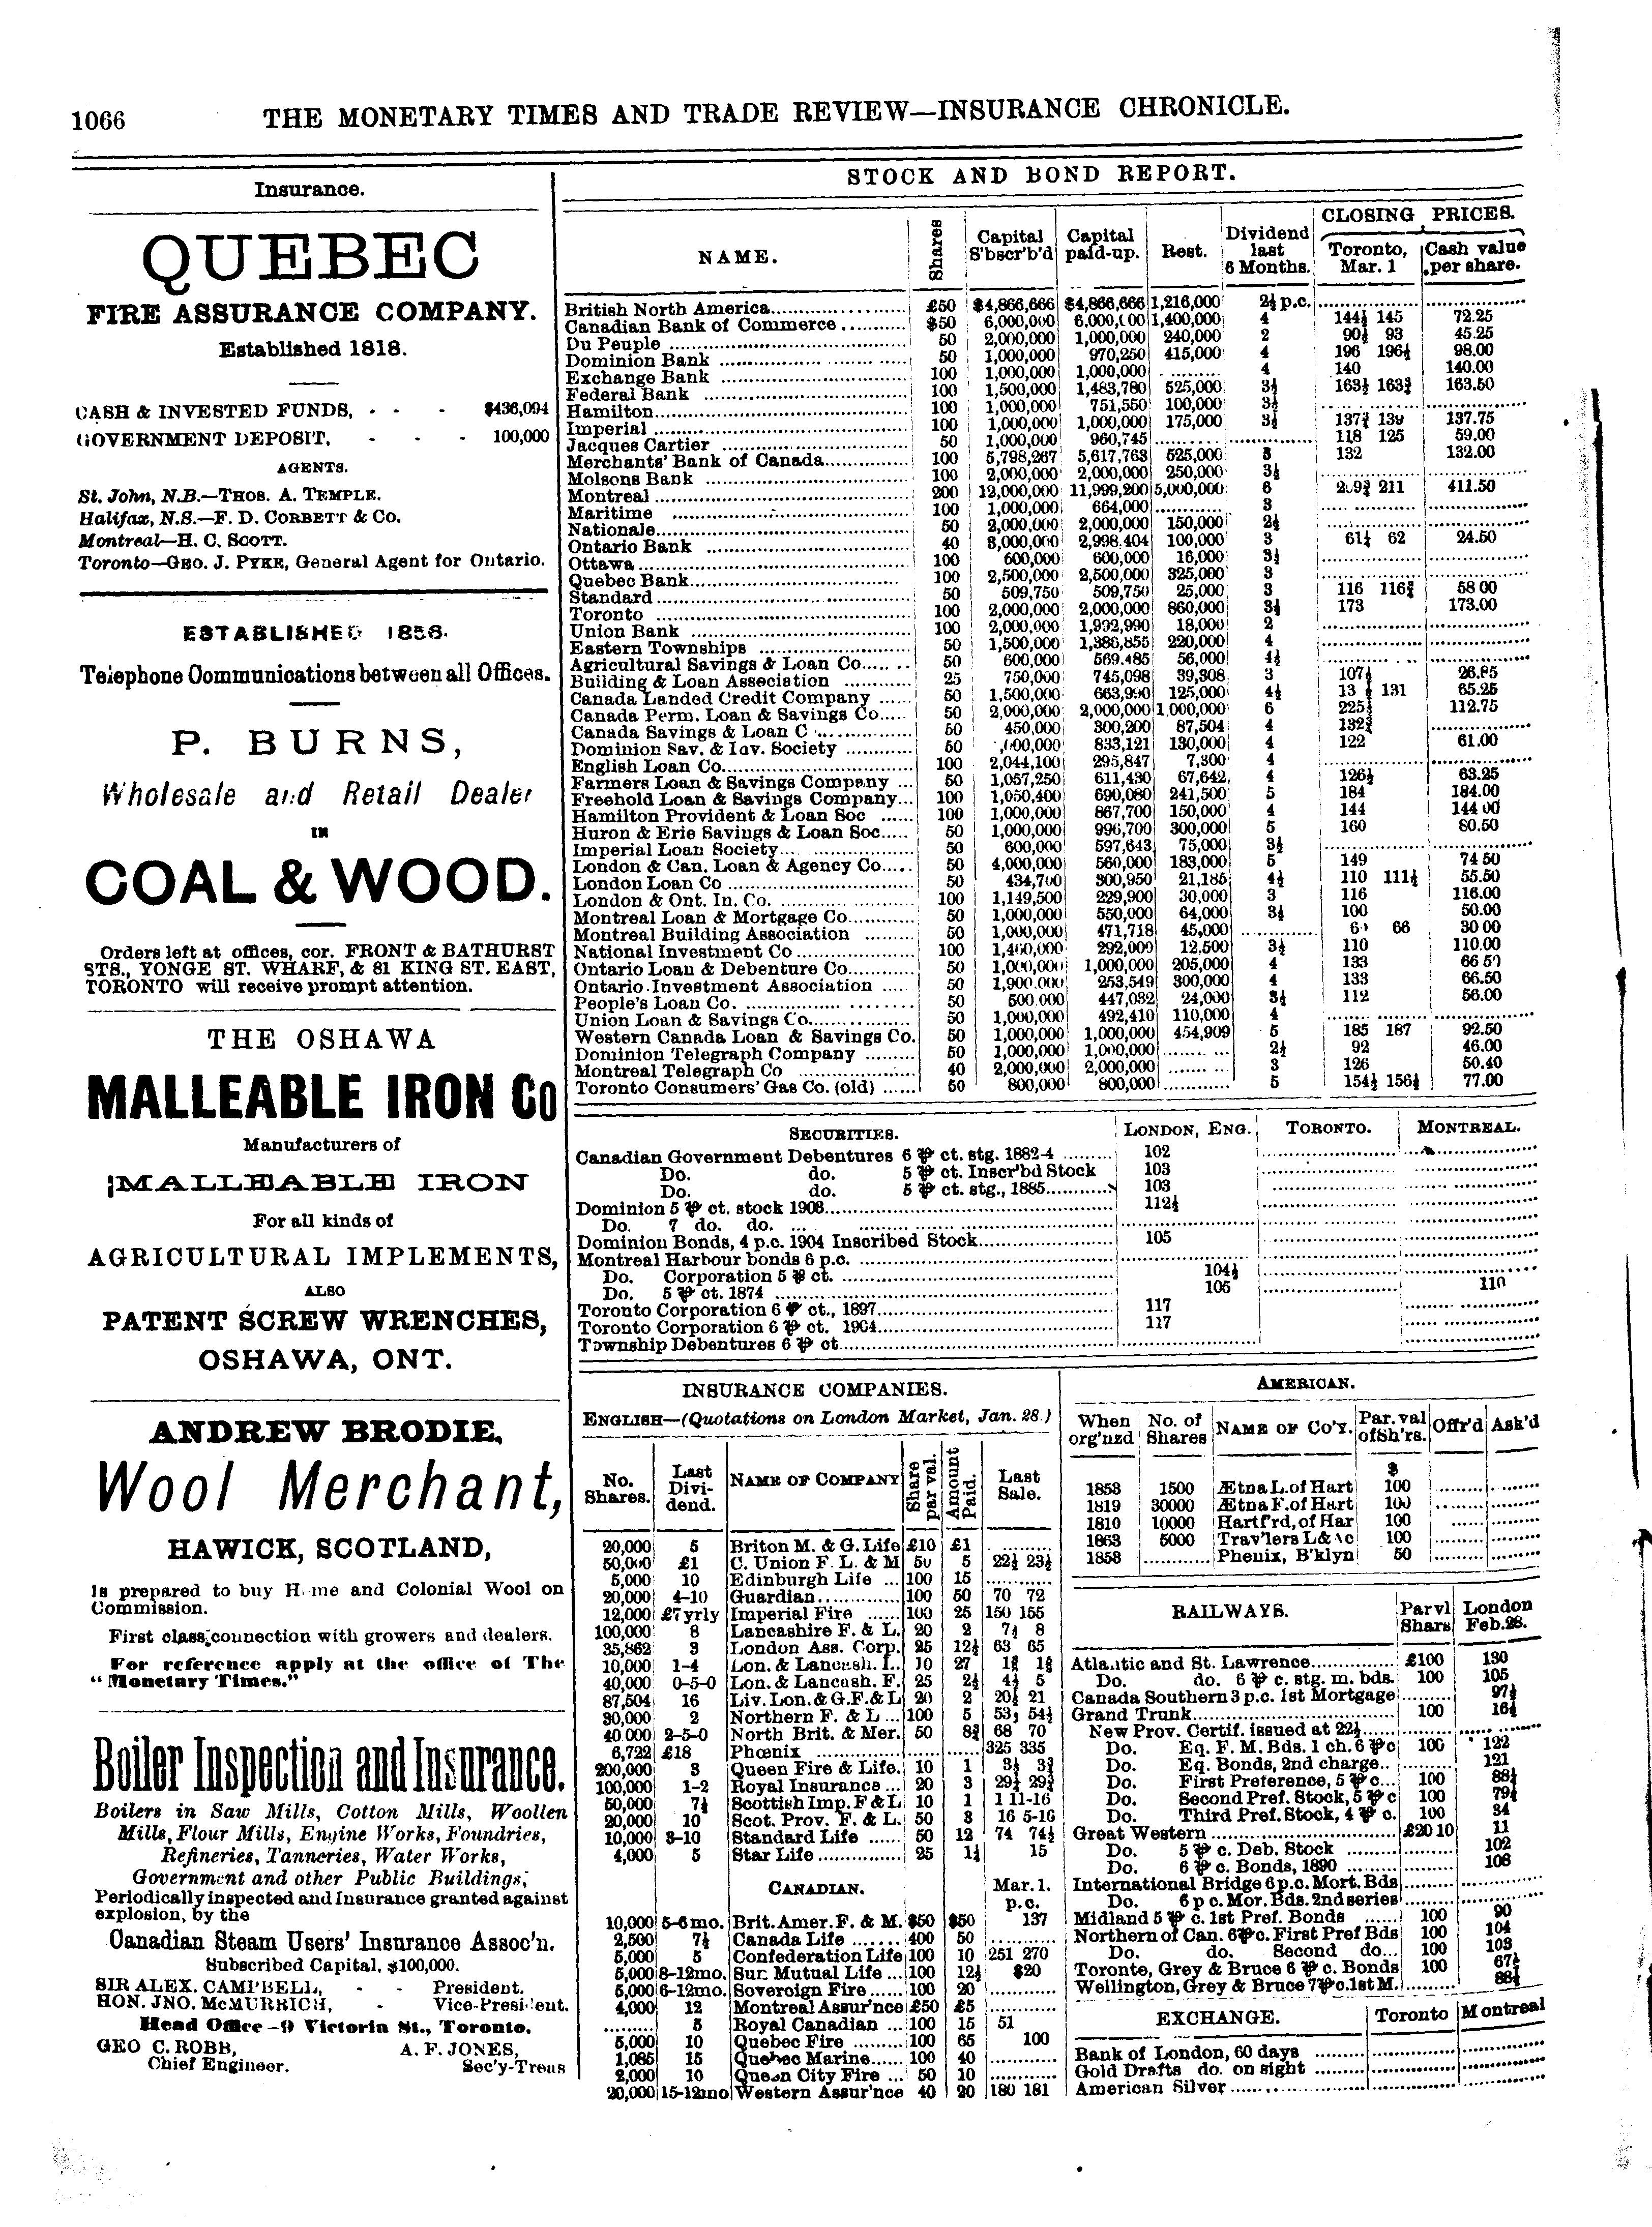 1066 THE MONETARY TIMES AND TRADE REVIEW—INSURANCE CHRONICLE.
Insurance.
QUEBEC
FIRE ASSURANCE COMPANY.
Established 1818.
CASH & INVESTED FUNDS, - - - $436,094
GOVERNMENT DEPOSIT, - - - 100,000
AGENTS.
St. John, N.B.—THOS. A. TEMPLE.
Halifax, N.S.—F. D. CORBETT & Co.
Montreal—H. C. SCOTT.
Toronto—GEO. J. PYKE, General Agent for Ontario.
ESTABLISHED 1856.
Telephone Communications between all Offices.
P. BURNS,
Wholesale and Retail Dealer
IN
COAL & WOOD.
Orders left at offices, cor. FRONT & BATHURST
STS., YONGE ST. WHARF, & 81 KING ST. EAST,
TORONTO will receive prompt attention.
THE OSHAWA
MALLEABLE IRON Co
Manufacturers of
MALLEABLE IRON
For all kinds of
AGRICULTURAL IMPLEMENTS,
ALSO
PATENT SCREW WRENCHES,
OSHAWA, ONT.
ANDREW BRODIE,
Wool Merchant,
HAWICK, SCOTLAND,
Is prepared to buy Home and Colonial Wool on
Commission.
First class connection with growers and dealers.
For reference apply at the office of The
"Monetary Times."
Boiler Inspection and Insurance.
Boilers in Saw Mills, Cotton Mills, Woollen
Mills, Flour Mills, Engine Works, Foundries,
Refineries, Tanneries, Water Works,
Government and other Public Buildings,
Periodically inspected and Insurance granted against
explosion, by the
Canadian Steam Users' Insurance Assoc'n.
Subscribed Capital, $100,000.
SIR ALEX. CAMPBELL, - - President.
HON. JNO. McMURRICH, - Vice-President.
Head Office—9 Victoria St., Toronto.
GEO C. ROBB, A. F. JONES,
Chief Engineer. Sec'y-Treas
STOCK AND BOND REPORT.
NAME. Shares Capital S'bscr'b'd Capital paid-up. Rest. Dividend last 6 Months. CLOSING PRICES. Toronto, Mar. 1 Cash value per share.
British North America £50 $4,866,666 $4,866,666 1,216,000 2½ p.c.
Canadian Bank of Commerce $50 6,000,000 6,000,000 1,400,000 4 144½ 145 72.25
Du Peuple 50 2,000,000 1,000,000 240,000 2 90½ 93 45.25
Dominion Bank 50 1,000,000 970,250 415,000 4 196 196½ 98.00
Exchange Bank 100 1,000,000 1,000,000 ... 4 140 140.00
Federal Bank 100 1,500,000 1,483,780 525,000 3½ 163½ 163¾ 163.50
Hamilton 100 1,000,000 751,550 100,000 3½
Imperial 100 1,000,000 1,000,000 175,000 3½ 137¾ 139 137.75
Jacques Cartier 50 1,000,000 960,745 ... 118 125 59.00
Merchants' Bank of Canada 100 5,798,267 5,617,763 525,000 3 132 132.00
Molsons Bank 100 2,000,000 2,000,000 250,000 3½
Montreal 200 12,000,000 11,999,200 5,000,000 6 209¾ 211 411.50
Maritime 100 1,000,000 664,000 ... 3
Nationale 50 2,000,000 2,000,000 150,000 2½
Ontario Bank 40 3,000,000 2,998,404 100,000 3 61½ 62 24.50
Ottawa 100 600,000 600,000 16,000 3½
Quebec Bank 100 2,500,000 2,500,000 325,000 3
Standard 50 509,750 509,750 25,000 3 116 116¾ 58 00
Toronto 100 2,000,000 2,000,000 860,000 3½ 173 173.00
Union Bank 100 2,000,000 1,992,990 18,000 2
Eastern Townships 50 1,500,000 1,386,855 220,000 4
Agricultural Savings & Loan Co. 50 600,000 569,485 56,000 4½
Building & Loan Association 25 750,000 745,098 39,308 3 107½ 26.85
Canada Landed Credit Company 50 1,500,000 663,990 125,000 4½ 131 65.25
Canada Perm. Loan & Savings Co. 50 2,000,000 2,000,000 1,000,000 6 225½ 112.75
Canada Savings & Loan C 50 450,000 300,200 87,504 4 132¾
Dominion Sav. & Inv. Society 50 833,121 130,000 4 122 61.00
English Loan Co. 100 2,044,100 295,847 7,300 4
Farmers Loan & Savings Company 50 1,057,250 611,430 67,642 4 126½ 63.25
Freehold Loan & Savings Company 100 1,050,400 690,080 241,500 5 184 184.00
Hamilton Provident & Loan Soc 100 1,000,000 867,700 150,000 4 144 144 00
Huron & Erie Savings & Loan Soc. 50 1,000,000 996,700 300,000 5 160 80.50
Imperial Loan Society 50 600,000 597,643 75,000 3½
London & Can. Loan & Agency Co. 50 4,000,000 560,000 183,000 5 149 74 50
London Loan Co 50 434,700 300,950 21,185 4½ 110 111½ 55.50
London & Ont. In. Co. 100 1,149,500 229,900 30,000 3 116 116.00
Montreal Loan & Mortgage Co. 50 1,000,000 550,000 64,000 3½ 100 50.00
Montreal Building Association 50 1,000,000 471,718 45,000 ... 66 30 00
National Investment Co 100 1,460,000 292,000 12,500 3½ 110 110.00
Ontario Loan & Debenture Co. 50 1,000,000 1,000,000 205,000 4 133 66 50
Ontario Investment Association 50 1,900,000 253,549 300,000 4 133 66.50
People's Loan Co. 50 500,000 447,082 24,000 3½ 112 56.00
Union Loan & Savings Co. 50 1,000,000 492,410 110,000 4
Western Canada Loan & Savings Co. 50 1,000,000 1,000,000 454,909 5 185 187 92.50
Dominion Telegraph Company 50 1,000,000 1,000,000 ... 2½ 92 46.00
Montreal Telegraph Co 40 2,000,000 2,000,000 ... 3 126 50.40
Toronto Consumers' Gas Co. (old) 50 800,000 800,000 ... 5 154½ 156½ 77.00
SECURITIES. LONDON, ENG. TORONTO. MONTREAL.
Canadian Government Debentures 6 ℔ ct. stg. 1882-4 102
Do. do. 5 ℔ ct. Inscr'bd Stock 103
Do. do. 5 ℔ ct. stg., 1885 103
Dominion 5 ℔ ct. stock 1908 112½
Do. 7 do. do.
Dominion Bonds, 4 p.c. 1904 Inscribed Stock 105
Montreal Harbour bonds 6 p.c.
Do. Corporation 5 ℔ ct. 104½
Do. 5 ℔ ct. 1874 105 110
Toronto Corporation 6 ℔ ct., 1897 117
Toronto Corporation 6 ℔ ct. 1904 117
Township Debentures 6 ℔ ct.
INSURANCE COMPANIES.
ENGLISH—(Quotations on London Market, Jan. 28.)
No. Shares. Last Dividend. NAME OF COMPANY Share par val. Amount Paid. Last Sale.
20,000 5 Briton M. & G. Life £10 £1
50,000 £1 C. Union F. L. & M 50 5 22½ 23½
5,000 10 Edinburgh Life 100 15
20,000 4-10 Guardian 100 50 70 72
12,000 £7 yrly Imperial Fire 100 25 150 155
100,000 8 Lancashire F. & L. 20 2 7½ 8
35,862 3 London Ass. Corp. 25 12½ 63 65
10,000 1-4 Lon. & Lancash. L. 10
40,000 0-5-0 Lon. & Lancash. F. 25 2½ 4½ 5
87,504 16 Liv. Lon. & G. F. & L 20 2 20½ 21
30,000 2 Northern F. & L 100 5 54½
40,000 2-5-0 North Brit. & Mer. 50 68 70
6,722 £18 Phœnix 325 335
200,000 3 Queen Fire & Life. 10 1 3½ 3¾
100,000 1-2 Royal Insurance 20 3 29½ 29¾
50,000 7½ Scottish Imp. F & L 10 1 1 11-16
20,000 10 Scot. Prov. F. & L. 50 3 16 5-16
10,000 3-10 Standard Life 50 12 74 74½
4,000 5 Star Life 25 1½ 15
CANADIAN. Mar. 1. p.c.
10,000 5-6 mo. Brit. Amer. F. & M. $50 $50 137
2,500 7½ Canada Life 400 50
5,000 5 Confederation Life 100 10 251 270
5,000 8-12mo. Sun Mutual Life 100 12½ $20
5,000 6-12mo. Sovereign Fire 100 20
4,000 12 Montreal Assur'nce £50 £5
5 Royal Canadian 100 15 51
5,000 10 Quebec Fire 100 65 100
1,085 15 Quebec Marine 100 40
2,000 10 Queen City Fire 50 10
20,000 15-12mo Western Assur'nce 40 20 180 181
AMERICAN.
When org'nzd No. of Shares NAME OF CO'Y. Par. val of Sh'rs. Offr'd Ask'd
$
1853 1500 Ætna L. of Hart 100
1819 30000 Ætna F. of Hart 100
1810 10000 Hartf'rd, of Har 100
1863 5000 Trav'lers L & Ac 100
1858 Phenix, B'klyn 50
RAILWAYS. Parvl Shars London Feb. 28.
Atlantic and St. Lawrence £100 130
Do. do. 6 ℔ c. stg. m. bds. 100 105
Canada Southern 3 p.c. 1st Mortgage 97½
Grand Trunk 100 16½
New Prov. Certif. issued at 22½
Do. Eq. F. M. Bds. 1 ch. 6 ℔ c 100 122
Do. Eq. Bonds, 2nd charge 121
Do. First Preference, 5 ℔ c 100 88½
Do. Second Pref. Stock, 5 ℔ c 100 79½
Do. Third Pref. Stock, 4 ℔ c. 100 34
Great Western £20 10 11
Do. 5 ℔ c. Deb. Stock 102
Do. 6 ℔ c. Bonds, 1890 106
International Bridge 6 p.c. Mort. Bds
Do. 6 p c. Mor. Bds. 2nd series
Midland 5 ℔ c. 1st Pref. Bonds 100 90
Northern of Can. 6 ℔ c. First Pref Bds 100 104
Do. do. Second do. 100 103
Toronto, Grey & Bruce 6 ℔ c. Bonds 100 67½
Wellington, Grey & Bruce 7 ℔ c. 1st M. 88½
EXCHANGE. Toronto Montreal
Bank of London, 60 days
Gold Drafts do. on sight
American Silver